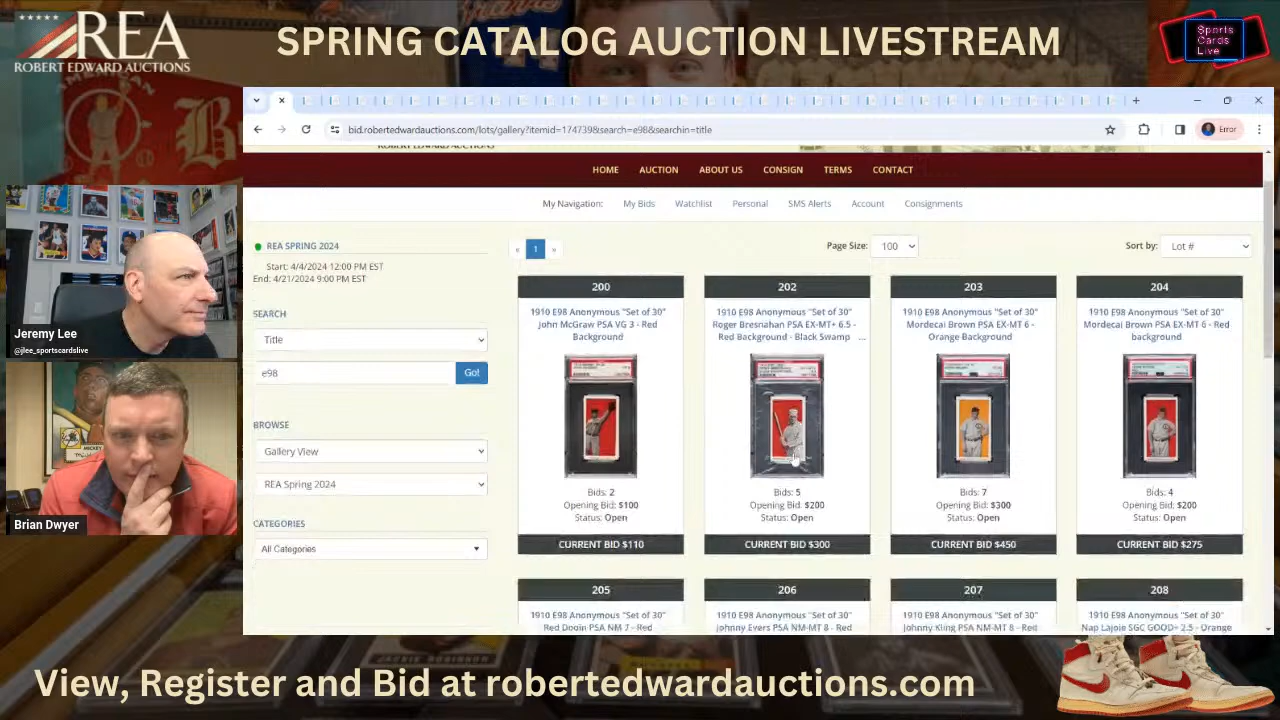 REA
ROBERT EDWARD AUCTIONS
SPRING CATALOG AUCTION LIVESTREAM
Sports
Cards
Live
bid.robertedwardauctions.com/lots/gallery?itemid=174739&search=e98&searchin=title
Error
HOME ABOUT US AUCTION CONSIGN TERMS CONTACT
My Navigation: My Bids Watchlist Personal SMS Alerts Account Consignments
REA SPRING 2024
Start: 4/4/2024 12:00 PM EST
End: 4/21/2024 9:00 PM EST
SEARCH
Title
e98 Go!
BROWSE
Gallery View
REA Spring 2024
CATEGORIES
All Categories
« 1 »
Page Size: 100
Sort by: Lot #
200
1910 E98 Anonymous "Set of 30"
John McGraw PSA VG 3 - Red
Background
Bids: 2
Opening Bid: $100
Status: Open
CURRENT BID $110
202
1910 E98 Anonymous "Set of 30"
Roger Bresnahan PSA EX-MT+ 6.5 -
Red Background - Black Swamp ...
Bids: 5
Opening Bid: $200
Status: Open
CURRENT BID $300
203
1910 E98 Anonymous "Set of 30"
Mordecai Brown PSA EX-MT 6 -
Orange Background
Bids: 7
Opening Bid: $300
Status: Open
CURRENT BID $450
204
1910 E98 Anonymous "Set of 30"
Mordecai Brown PSA EX-MT 6 - Red
background
Bids: 4
Opening Bid: $200
Status: Open
CURRENT BID $275
205
1910 E98 Anonymous "Set of 30"
Red Dooin PSA NM 7 - Red
206
1910 E98 Anonymous "Set of 30"
Johnny Evers PSA NM-MT 8 - Red
207
1910 E98 Anonymous "Set of 30"
Johnny Kling PSA NM-MT 8 - Red
208
1910 E98 Anonymous "Set of 30"
Nap Lajoie SGC GOOD+ 2.5 - Orange
Jeremy Lee
@jlee_sportscardslive
Brian Dwyer
JACKIE ROBINSON
View, Register and Bid at robertedwardauctions.com